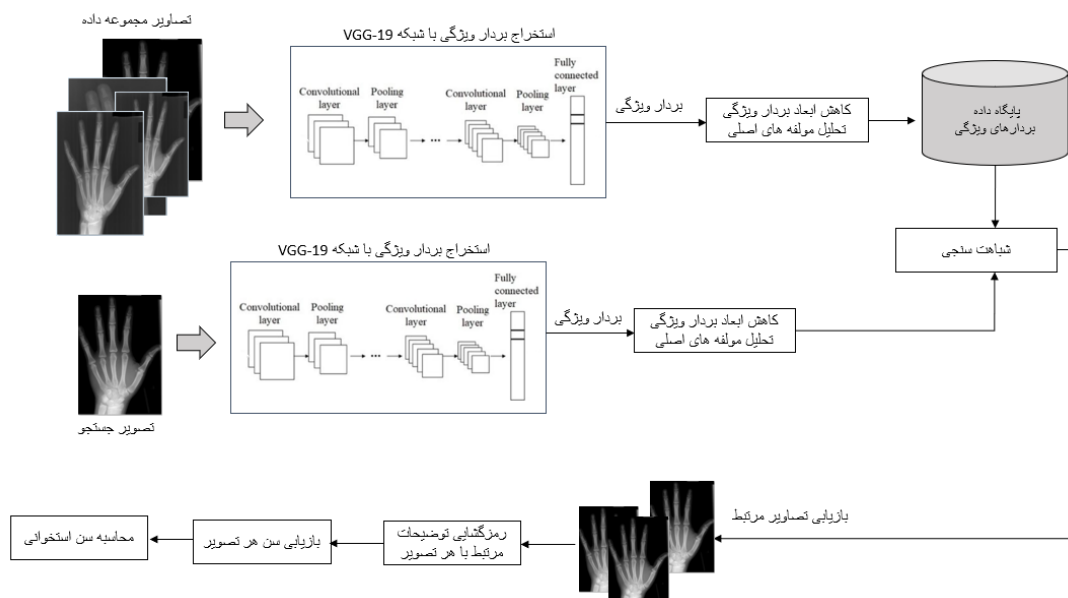 تصاویر مجموعه داده
استخراج بردار ویژگی با شبکه VGG-19
Convolutional
layer
Pooling
layer
...
Convolutional
layer
Pooling
layer
Fully
connected
layer
بردار ویژگی
کاهش ابعاد بردار ویژگی
تحلیل مولفه های اصلی
پایگاه داده
بردارهای ویژگی
شباهت سنجی
تصویر جستجو
استخراج بردار ویژگی با شبکه VGG-19
Convolutional
layer
Pooling
layer
...
Convolutional
layer
Pooling
layer
Fully
connected
layer
بردار ویژگی
کاهش ابعاد بردار ویژگی
تحلیل مولفه های اصلی
بازیابی تصاویر مرتبط
رمزگشایی توضیحات
مرتبط با هر تصویر
بازیابی سن هر تصویر
محاسبه سن استخوانی